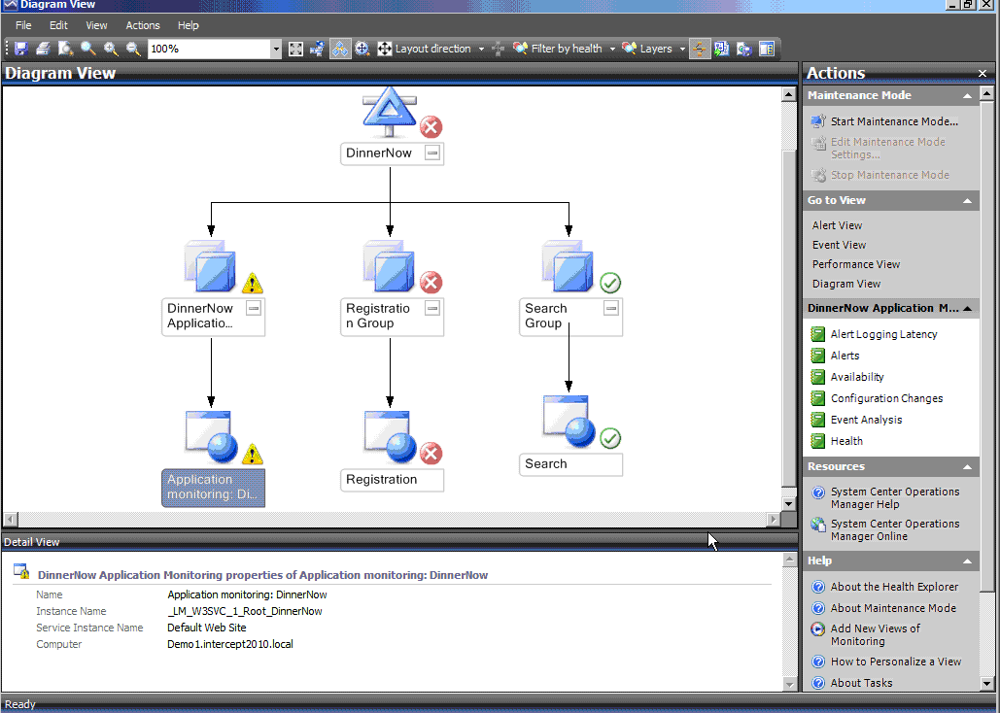 Diagram View
File Edit View Actions Help
100% Layout direction Filter by health Layers
Diagram View
DinnerNow
DinnerNow
Applicatio...
Registratio
n Group
Search
Group
Application
monitoring: Di...
Registration
Search
Detail View
DinnerNow Application Monitoring properties of Application monitoring: DinnerNow
Name Application monitoring: DinnerNow
Instance Name _LM_W3SVC_1_Root_DinnerNow
Service Instance Name Default Web Site
Computer Demo1.intercept2010.local
Actions
Maintenance Mode
Start Maintenance Mode...
Edit Maintenance Mode
Settings...
Stop Maintenance Mode
Go to View
Alert View
Event View
Performance View
Diagram View
DinnerNow Application M...
Alert Logging Latency
Alerts
Availability
Configuration Changes
Event Analysis
Health
Resources
System Center Operations
Manager Help
System Center Operations
Manager Online
Help
About the Health Explorer
About Maintenance Mode
Add New Views of
Monitoring
How to Personalize a View
About Tasks
Ready